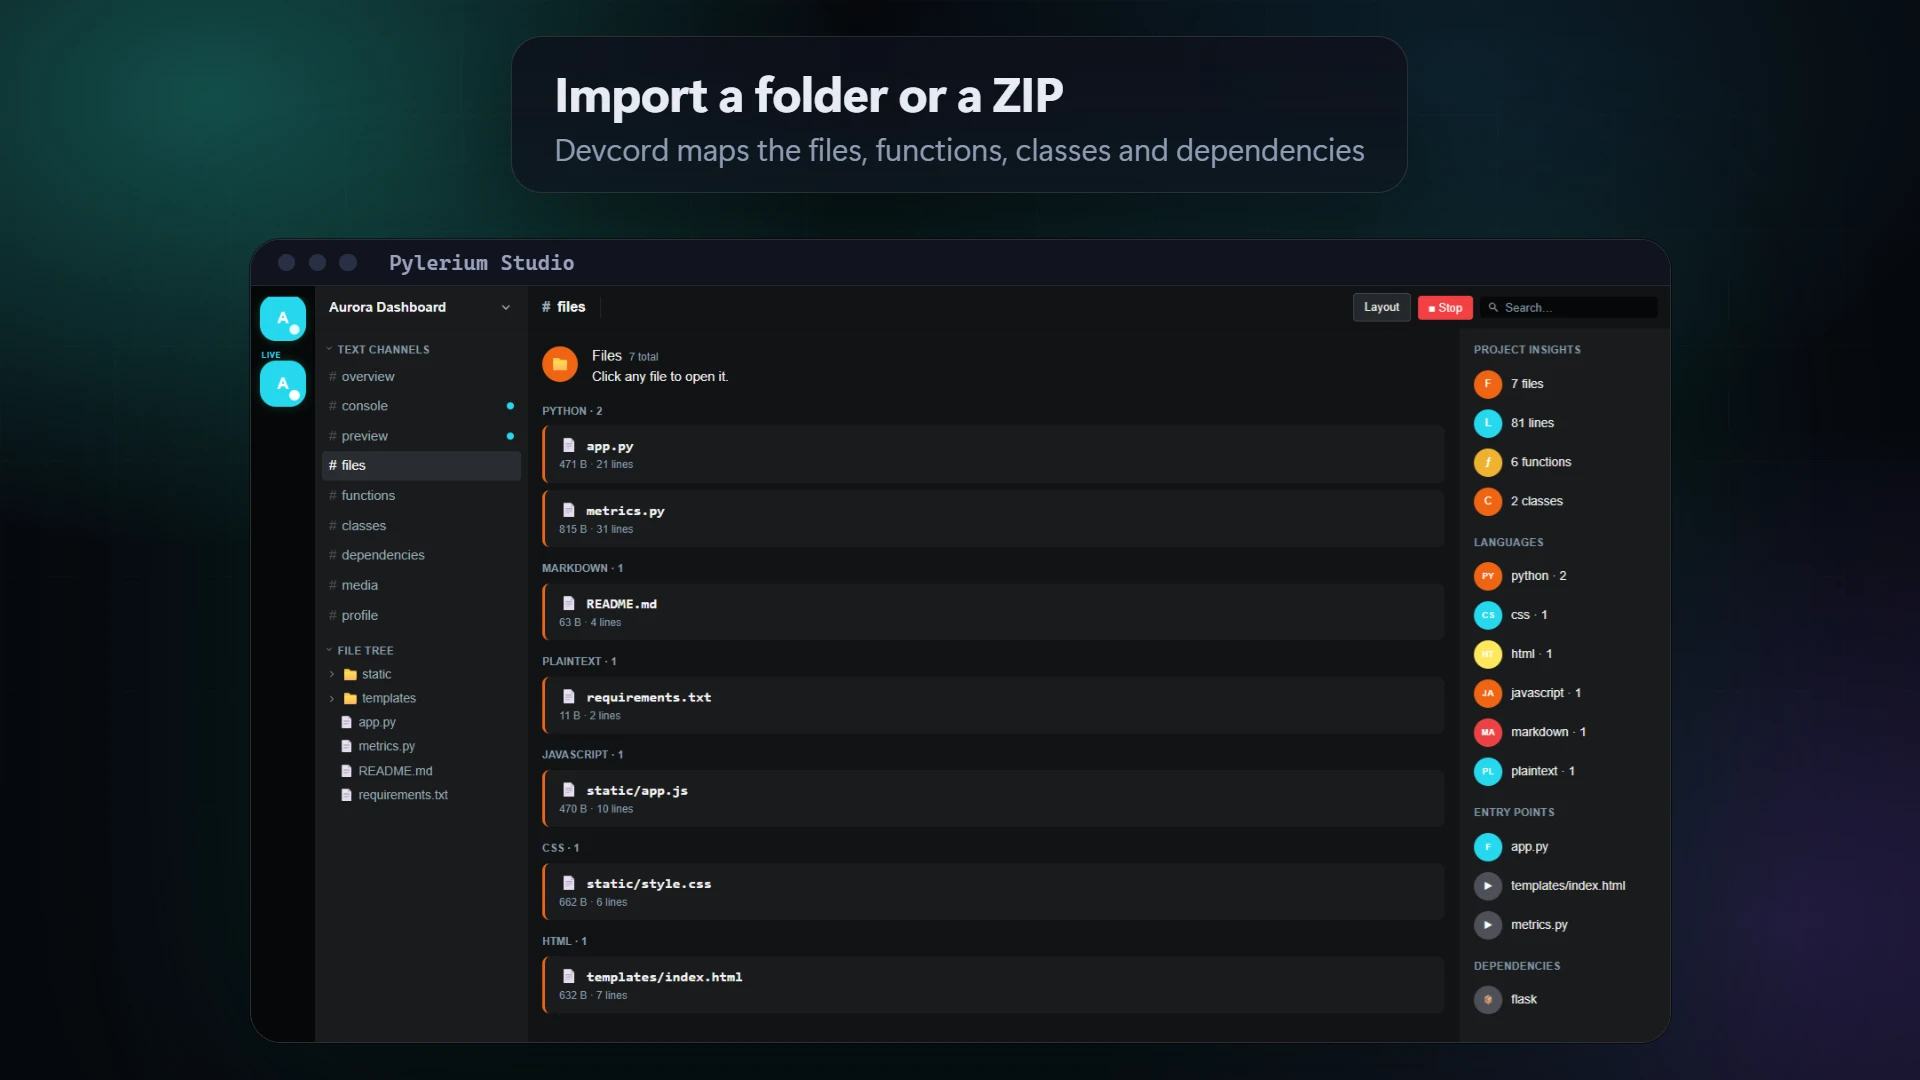 Import a folder or a ZIP
Devcord maps the files, functions, classes and dependencies
Pylerium Studio
A
LIVE
A
Aurora Dashboard
TEXT CHANNELS
# overview
# console
# preview
# files
# functions
# classes
# dependencies
# media
# profile
FILE TREE
static
templates
app.py
metrics.py
README.md
requirements.txt
# files
Layout
Stop
Search...
Files 7 total
Click any file to open it.
PYTHON · 2
app.py
471 B · 21 lines
metrics.py
815 B · 31 lines
MARKDOWN · 1
README.md
63 B · 4 lines
PLAINTEXT · 1
requirements.txt
11 B · 2 lines
JAVASCRIPT · 1
static/app.js
470 B · 10 lines
CSS · 1
static/style.css
662 B · 6 lines
HTML · 1
templates/index.html
632 B · 7 lines
PROJECT INSIGHTS
F 7 files
L 81 lines
ƒ 6 functions
C 2 classes
LANGUAGES
PY python · 2
CS css · 1
HT html · 1
JA javascript · 1
MA markdown · 1
PL plaintext · 1
ENTRY POINTS
F app.py
templates/index.html
metrics.py
DEPENDENCIES
flask